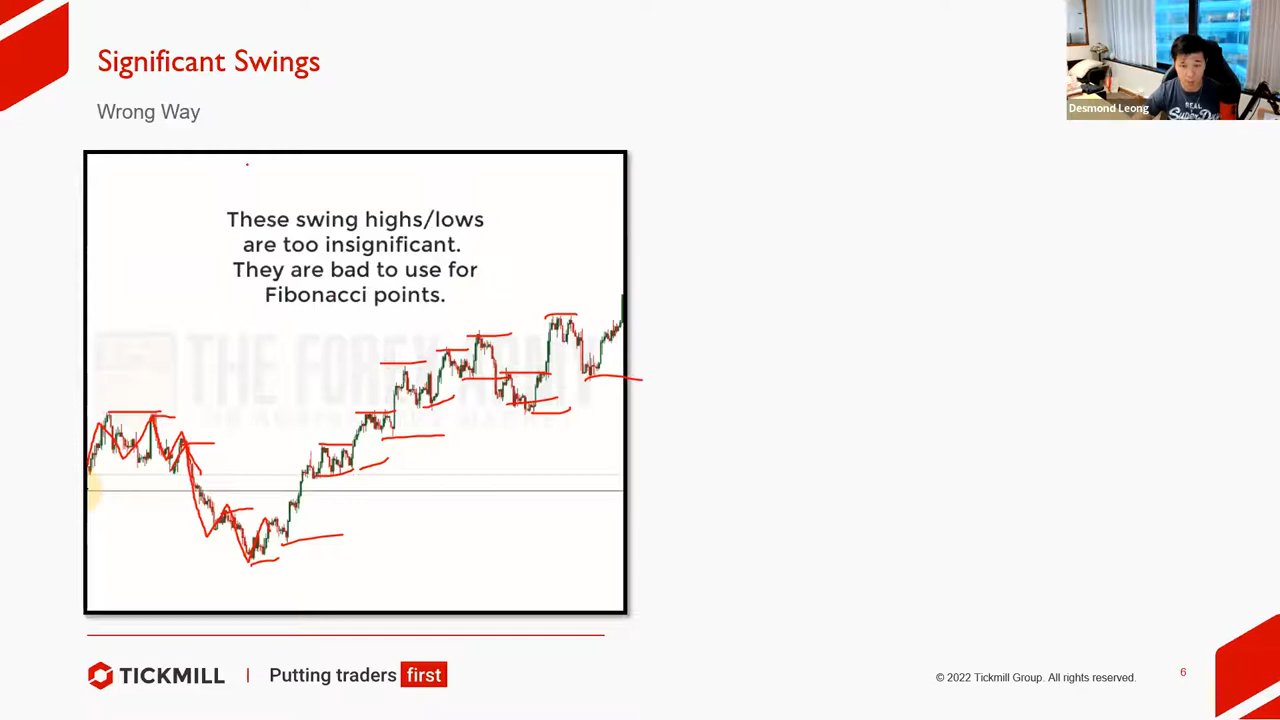 Significant Swings
Wrong Way
Desmond Leong
REAL
These swing highs/lows
are too insignificant.
They are bad to use for
Fibonacci points.
TICKMILL | Putting traders first
© 2022 Tickmill Group. All rights reserved.
6